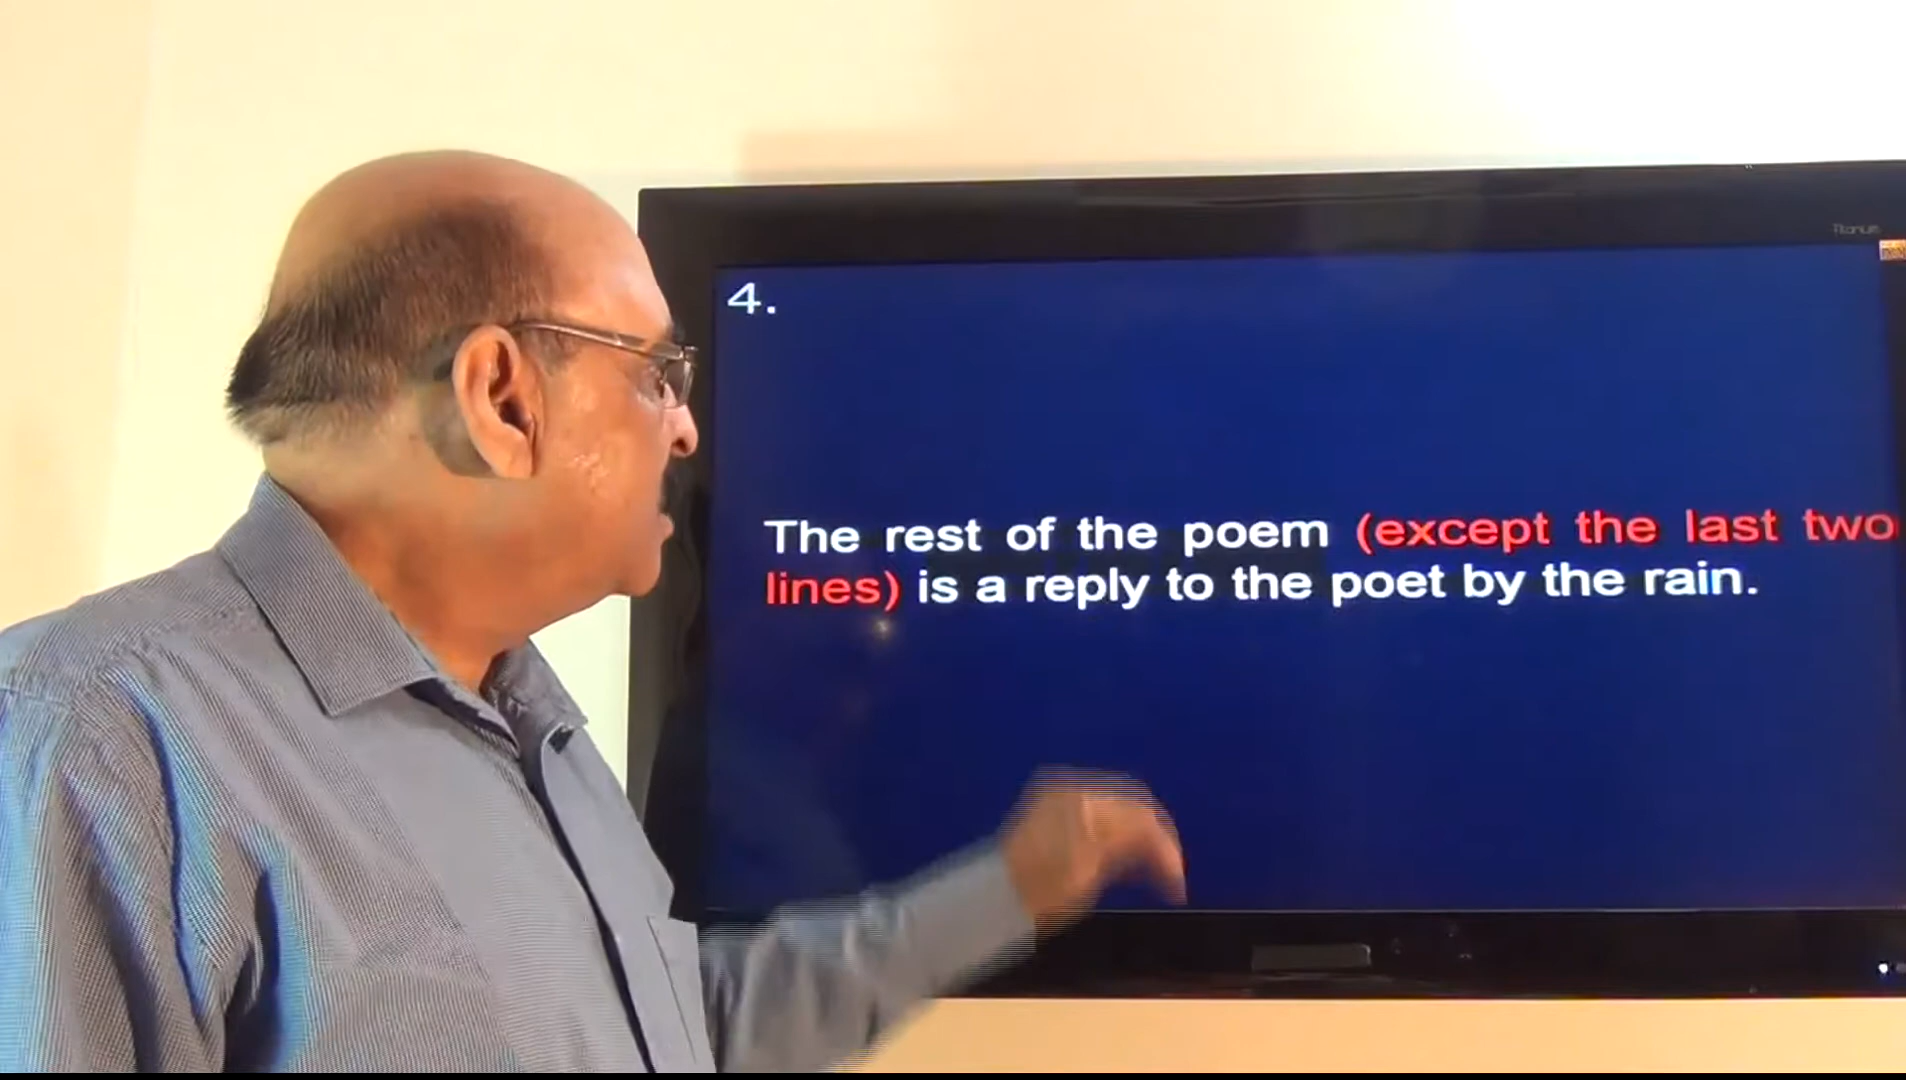 Titanium
4.
The rest of the poem (except the last two
lines) is a reply to the poet by the rain.